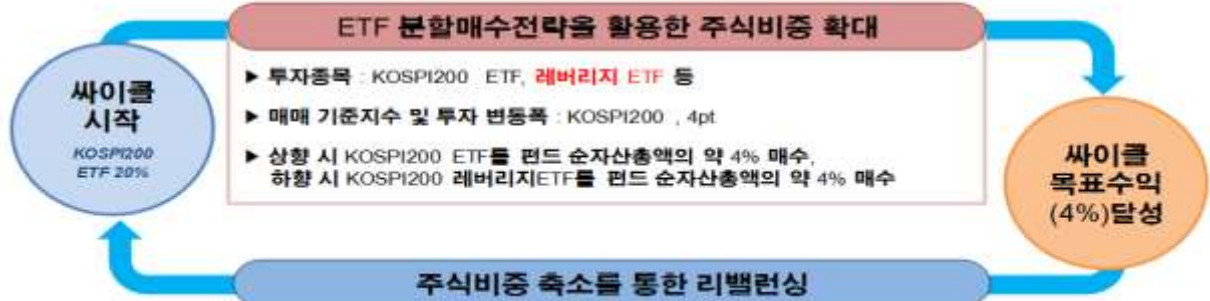 ETF 분할매수전략을 활용한 주식비중 확대
싸이클
시작
KOSPI200
ETF 20%
▶ 투자종목 : KOSPI200 ETF, 레버리지 ETF 등
▶ 매매 기준지수 및 투자 변동폭 : KOSPI200 , 4pt
▶ 상향 시 KOSPI200 ETF를 펀드 순자산총액의 약 4% 매수,
하향 시 KOSPI200 레버리지ETF를 펀드 순자산총액의 약 4% 매수
싸이클
목표수익
(4%)달성
주식비중 축소를 통한 리밸런싱